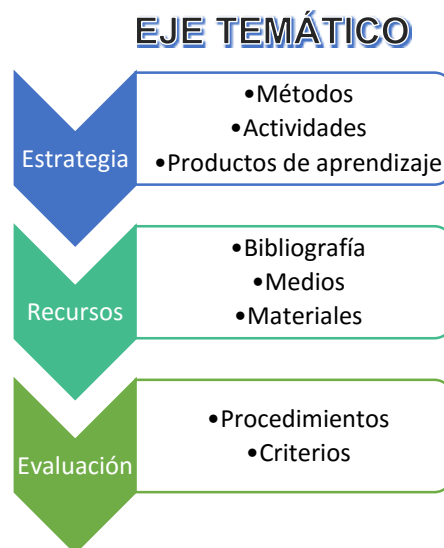 EJE TEMÁTICO
Estrategia
•Métodos
•Actividades
•Productos de aprendizaje
Recursos
•Bibliografía
•Medios
•Materiales
Evaluación
•Procedimientos
•Criterios